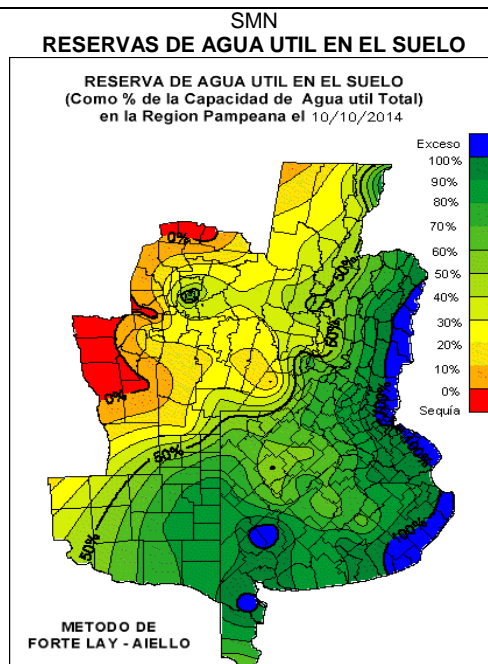 SMN
RESERVAS DE AGUA UTIL EN EL SUELO
RESERVA DE AGUA UTIL EN EL SUELO
(Como % de la Capacidad de Agua util Total)
en la Region Pampeana el 10/10/2014
Exceso
100%
90%
80%
70%
60%
50%
40%
30%
20%
10%
0%
Sequía
0%
50%
50%
0%
100%
100%
50%
50%
100%
METODO DE
FORTE LAY - AIELLO